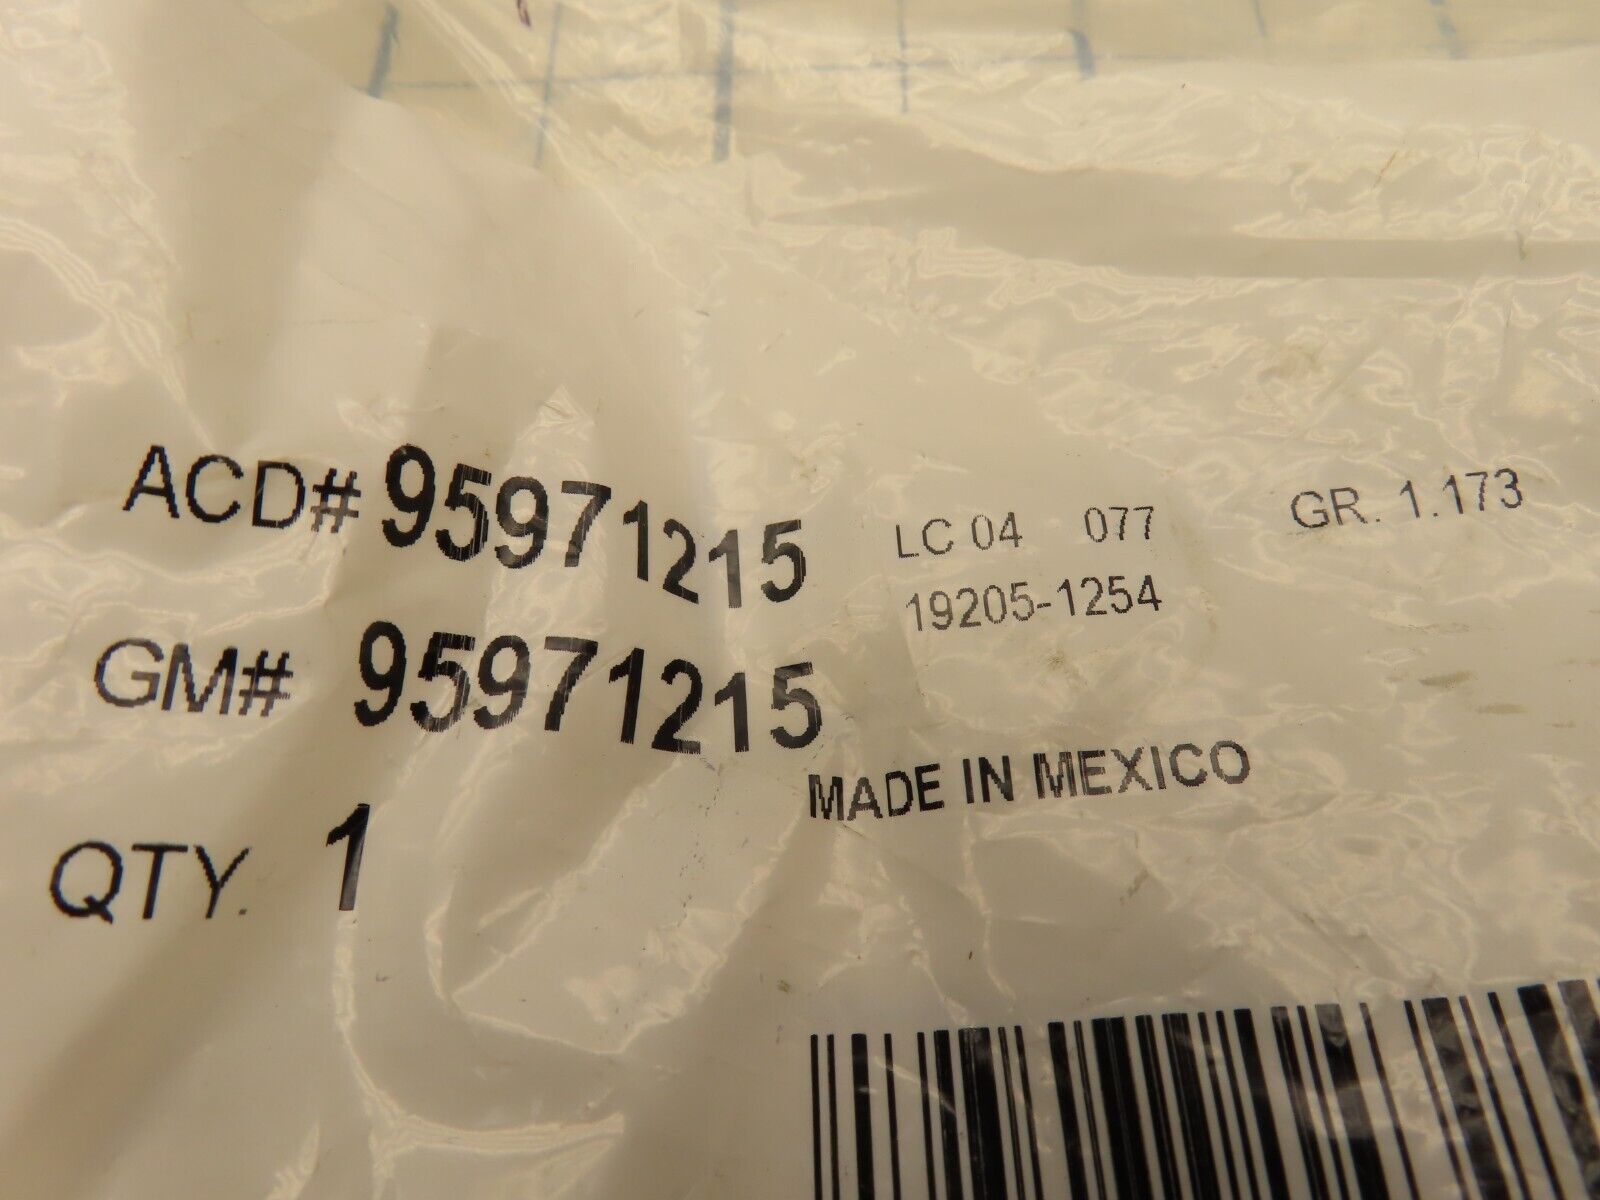 ACD# 95971215
LC 04 077
GR. 1.173
19205-1254
GM# 95971215
MADE IN MEXICO
QTY. 1